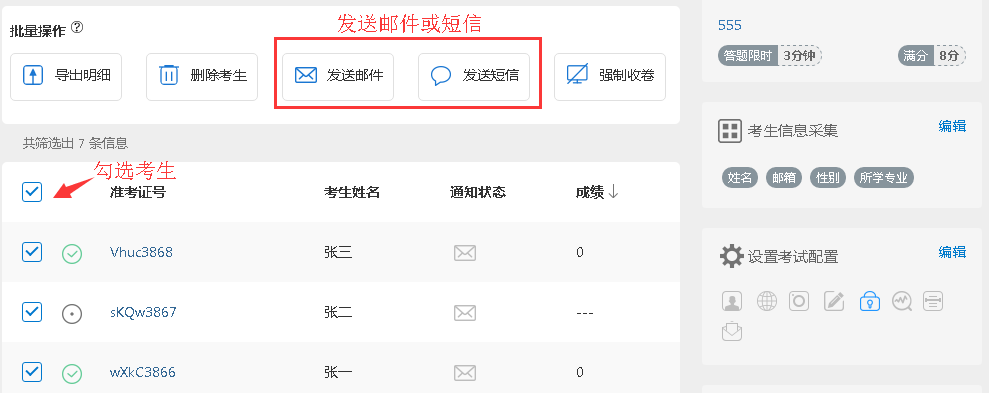 批量操作 ?
发送邮件或短信
导出明细 删除考生 发送邮件 发送短信 强制收卷
共筛选出 7 条信息
勾选考生
准考证号 考生姓名 通知状态 成绩
Vhuc3868 张三 0
sKQw3867 张二 ---
wXkC3866 张一 0
555
答题限时 3分钟 满分 8分
考生信息采集 编辑
姓名 邮箱 性别 所学专业
设置考试配置 编辑